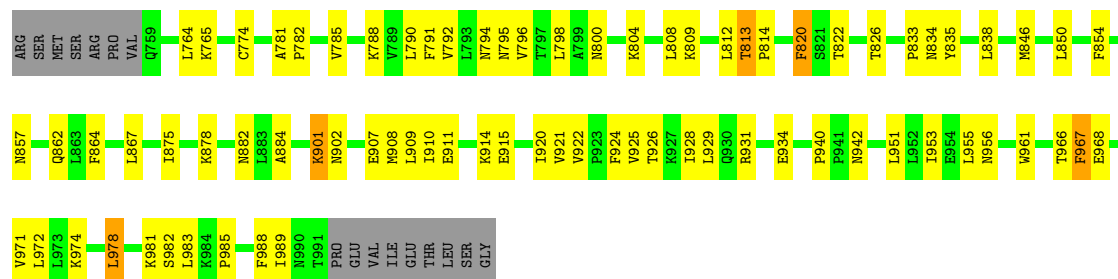 ARG SER MET SER ARG PRO VAL Q759 L764 K765 C774 A781 P782 V785 K788 V789 L790 F791 V792 L793 N794 N795 V796 T797 L798 A799 N800 K804 L808 K809 L812 T813 P814 F820 S821 T822 T826 P833 N834 Y835 L838 M846 L850 F854
N857 Q862 L863 F864 L867 I875 K878 N882 L883 A884 K901 N902 E907 M908 L909 I910 E911 K914 E915 I920 V921 V922 P923 F924 V925 T926 K927 I928 L929 Q930 R931 E934 P940 P941 N942 L951 L952 I953 E954 L955 N956 W961 T966 F967 E968
V971 L972 L973 K974 L978 K981 S982 L983 K984 P985 F988 I989 N990 T991 PRO GLU VAL ILE GLU THR LEU SER GLY